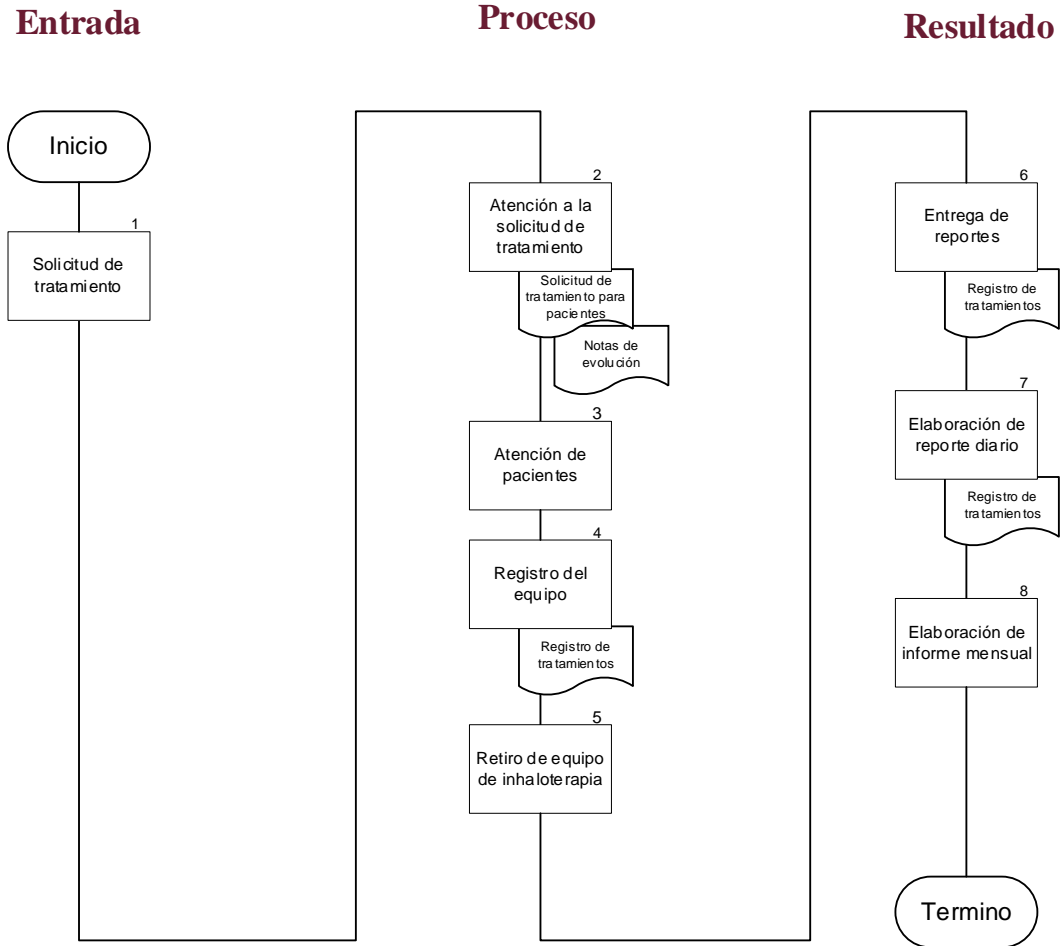 Entrada
Proceso
Resultado
Inicio
1
Solicitud de
tratamiento
2
Atención a la
solicitud de
tratamiento
Solicitud de
tratamiento para
pacientes
Notas de
evolución
3
Atención de
pacientes
4
Registro del
equipo
Registro de
tratamientos
5
Retiro de equipo
de inhaloterapia
6
Entrega de
reportes
Registro de
tratamientos
7
Elaboración de
reporte diario
Registro de
tratamientos
8
Elaboración de
informe mensual
Termino